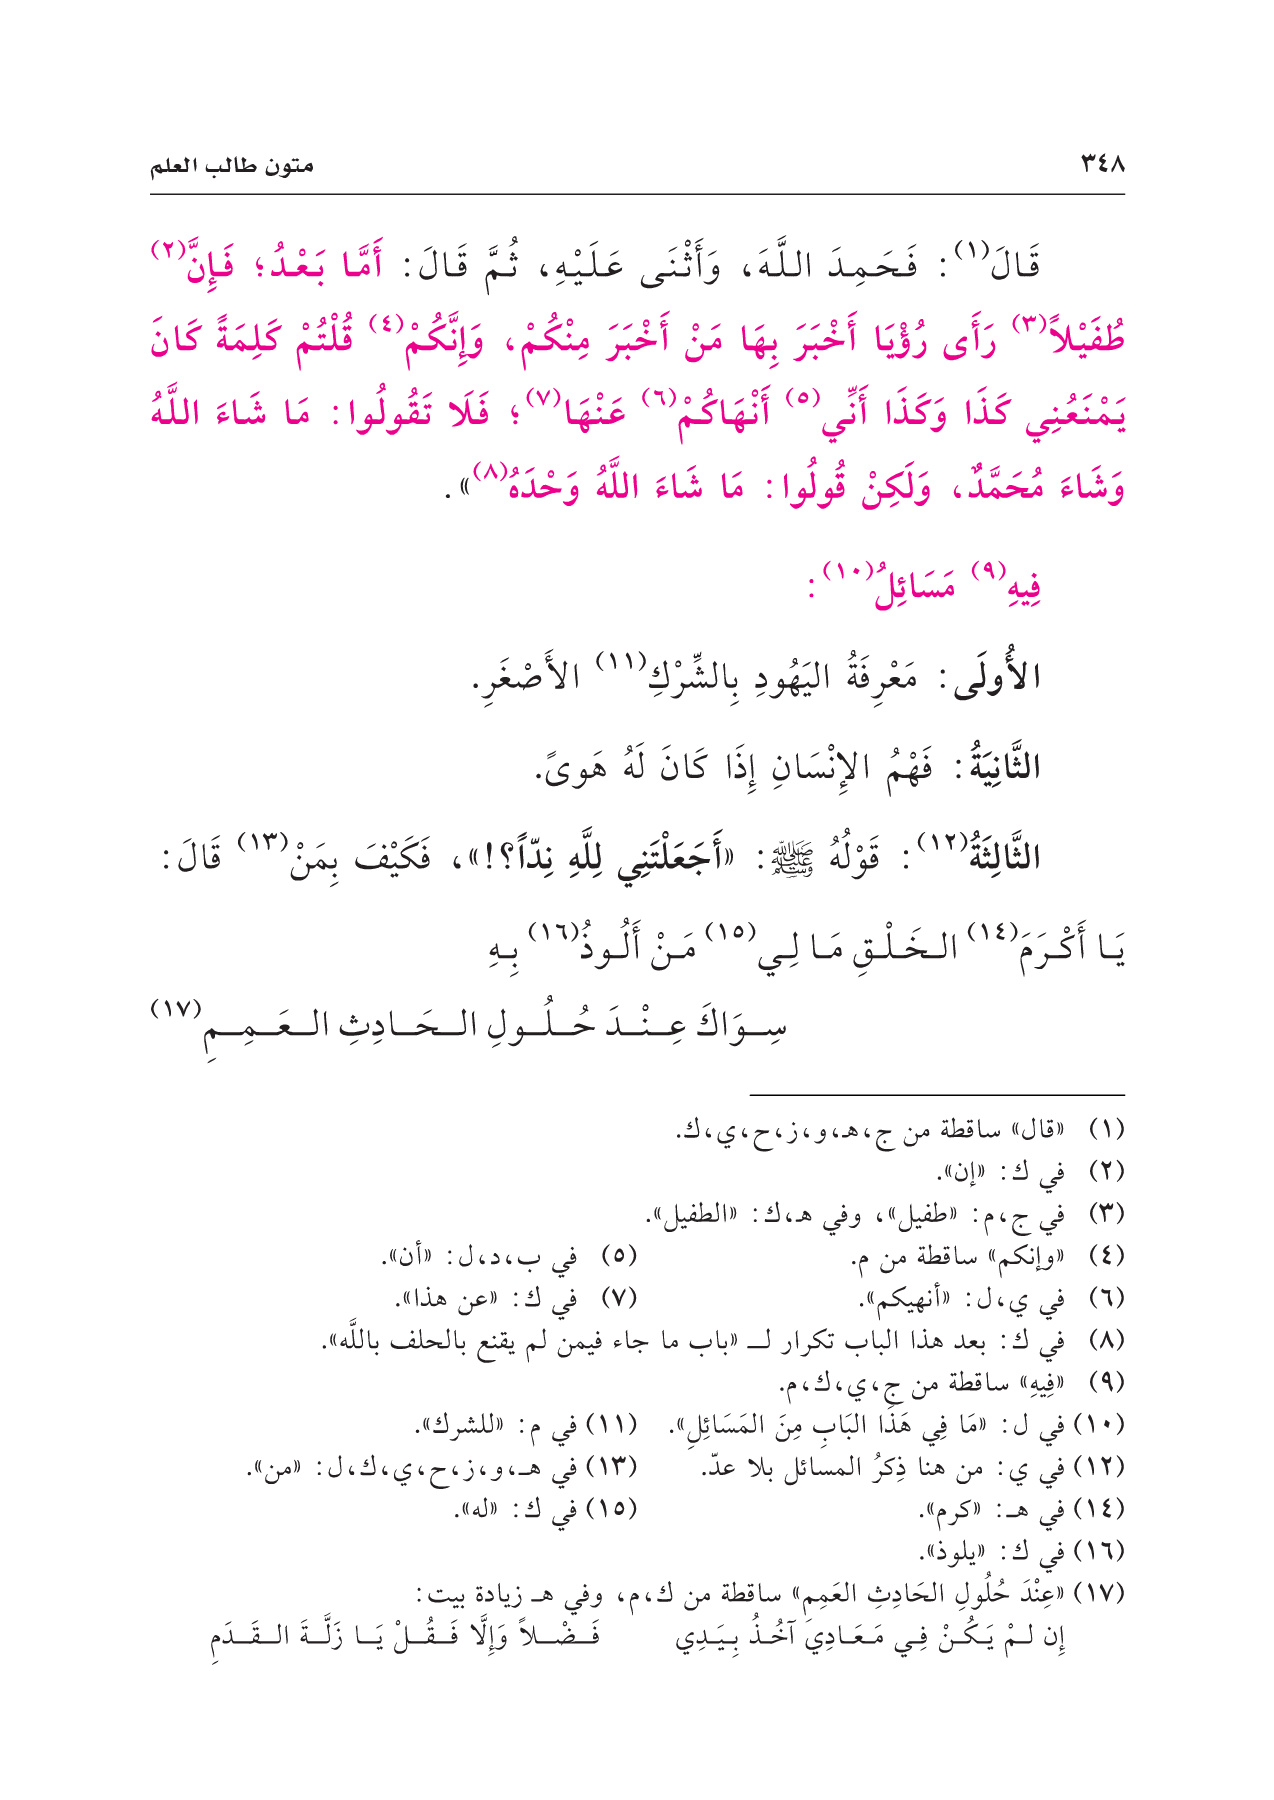 ٣٤٨ متون طالب العلم
قَالَ(١): فَحَمِدَ اللَّهَ، وَأَثْنَى عَلَيْهِ، ثُمَّ قَالَ: أَمَّا بَعْدُ؛ فَإِنَّ(٢)
طُفَيْلاً(٣) رَأَى رُؤْيَا أَخْبَرَ بِهَا مَنْ أَخْبَرَ مِنْكُمْ، وَإِنَّكُمْ(٤) قُلْتُمْ كَلِمَةً كَانَ
يَمْنَعُنِي كَذَا وَكَذَا أَنِّي(٥) أَنْهَاكُمْ(٦) عَنْهَا(٧)؛ فَلَا تَقُولُوا: مَا شَاءَ اللَّهُ
وَشَاءَ مُحَمَّدٌ، وَلَكِنْ قُولُوا: مَا شَاءَ اللَّهُ وَحْدَهُ(٨)».
فِيهِ(٩) مَسَائِلُ(١٠):
الأُولَى: مَعْرِفَةُ اليَهُودِ بِالشِّرْكِ(١١) الأَصْغَرِ.
الثَّانِيَةُ: فَهْمُ الإِنْسَانِ إِذَا كَانَ لَهُ هَوىً.
الثَّالِثَةُ(١٢): قَوْلُهُ ﷺ: «أَجَعَلْتَنِي لِلَّهِ نِدّاً؟!»، فَكَيْفَ بِمَنْ(١٣) قَالَ:
يَا أَكْرَمَ(١٤) الخَلْقِ مَا لِي(١٥) مَنْ أَلُوذُ(١٦) بِهِ
سِوَاكَ عِنْدَ حُلُولِ الحَادِثِ العَمِمِ(١٧)
(١) «قال» ساقطة من ج،هـ،و،ز،ح،ي،ك.
(٢) في ك: «إن».
(٣) في ج،م: «طفيل»، وفي هـ،ك: «الطفيل».
(٤) «وإنكم» ساقطة من م. (٥) في ب،د،ل: «أن».
(٦) في ي،ل: «أنهيكم». (٧) في ك: «عن هذا».
(٨) في ك: بعد هذا الباب تكرار لـ «باب ما جاء فيمن لم يقنع بالحلف باللَّه».
(٩) «فِيهِ» ساقطة من ج،ي،ك،م.
(١٠) في ل: «مَا فِي هَذَا البَابِ مِنَ المَسَائِلِ». (١١) في م: «للشرك».
(١٢) في ي: من هنا ذِكرُ المسائل بلا عدّ. (١٣) في هـ،و،ز،ح،ي،ك،ل: «من».
(١٤) في هـ: «كرم». (١٥) في ك: «له».
(١٦) في ك: «يلوذ».
(١٧) «عِنْدَ حُلُولِ الحَادِثِ العَمِمِ» ساقطة من ك،م، وفي هـ زيادة بيت:
إِن لمْ يَكُنْ فِي مَعَادِيَ آخُذُ بِيَدِي فَضْلاً وَإِلَّا فَقُلْ يَا زَلَّةَ القَدَمِ